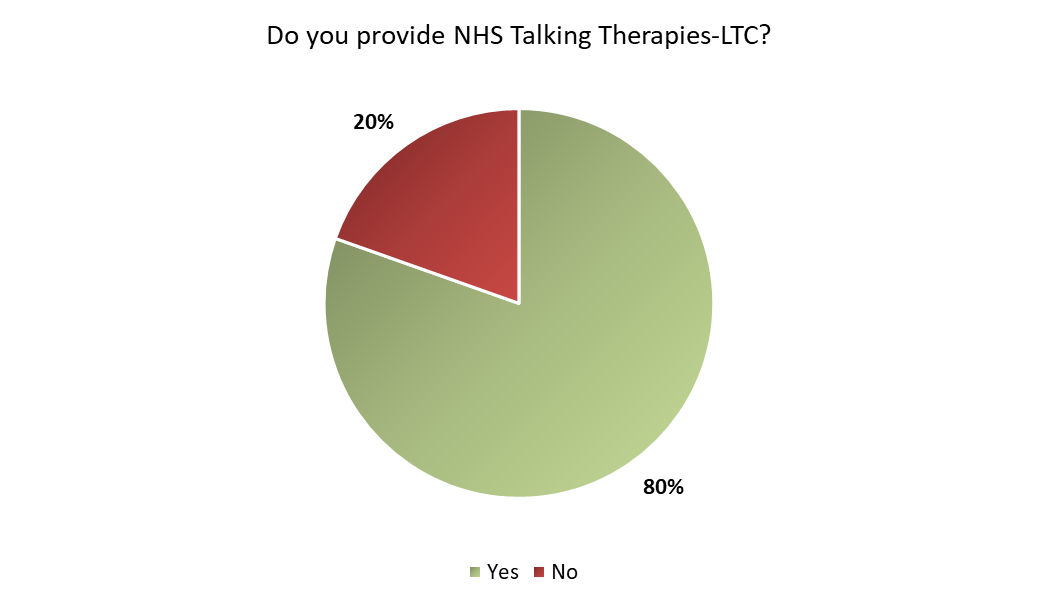 Do you provide NHS Talking Therapies-LTC?
20%
80%
Yes No